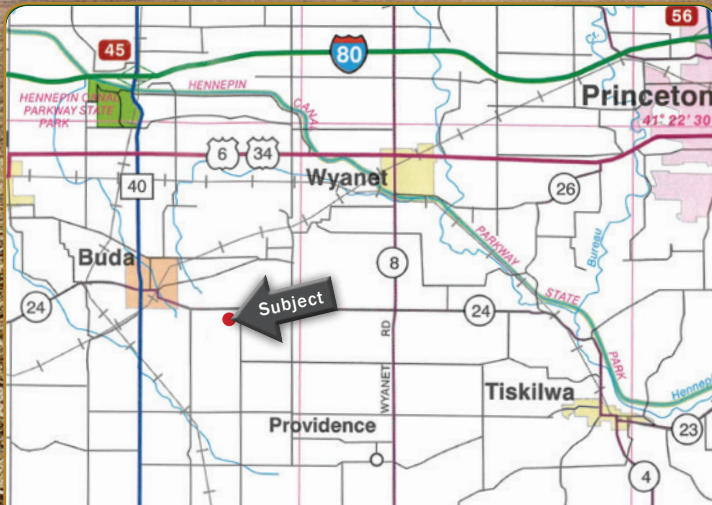 45
80
56
HENNEPIN CANAL
PARKWAY STATE
PARK
HENNEPIN
CANAL
Princeton
41° 22' 30
6
34
Wyanet
40
26
Buda
PARKWAY
8
Bureau
24
Subject
STATE
24
RD
PARK
WYANET
Tiskilwa
Hennepin
Providence
23
4